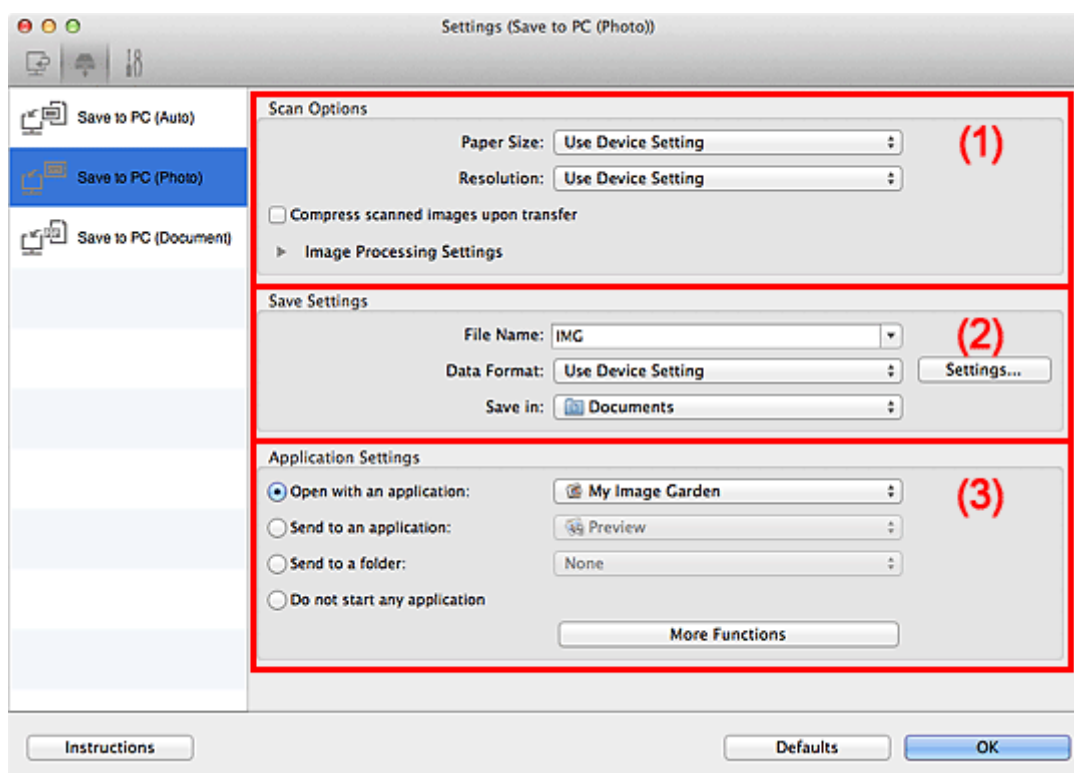 Settings (Save to PC (Photo))
Save to PC (Auto)
Save to PC (Photo)
Save to PC (Document)
Scan Options
(1)
Paper Size: Use Device Setting
Resolution: Use Device Setting
Compress scanned images upon transfer
Image Processing Settings
Save Settings
(2)
File Name: IMG
Data Format: Use Device Setting Settings...
Save in: Documents
Application Settings
(3)
Open with an application: My Image Garden
Send to an application: Preview
Send to a folder: None
Do not start any application
More Functions
Instructions Defaults OK